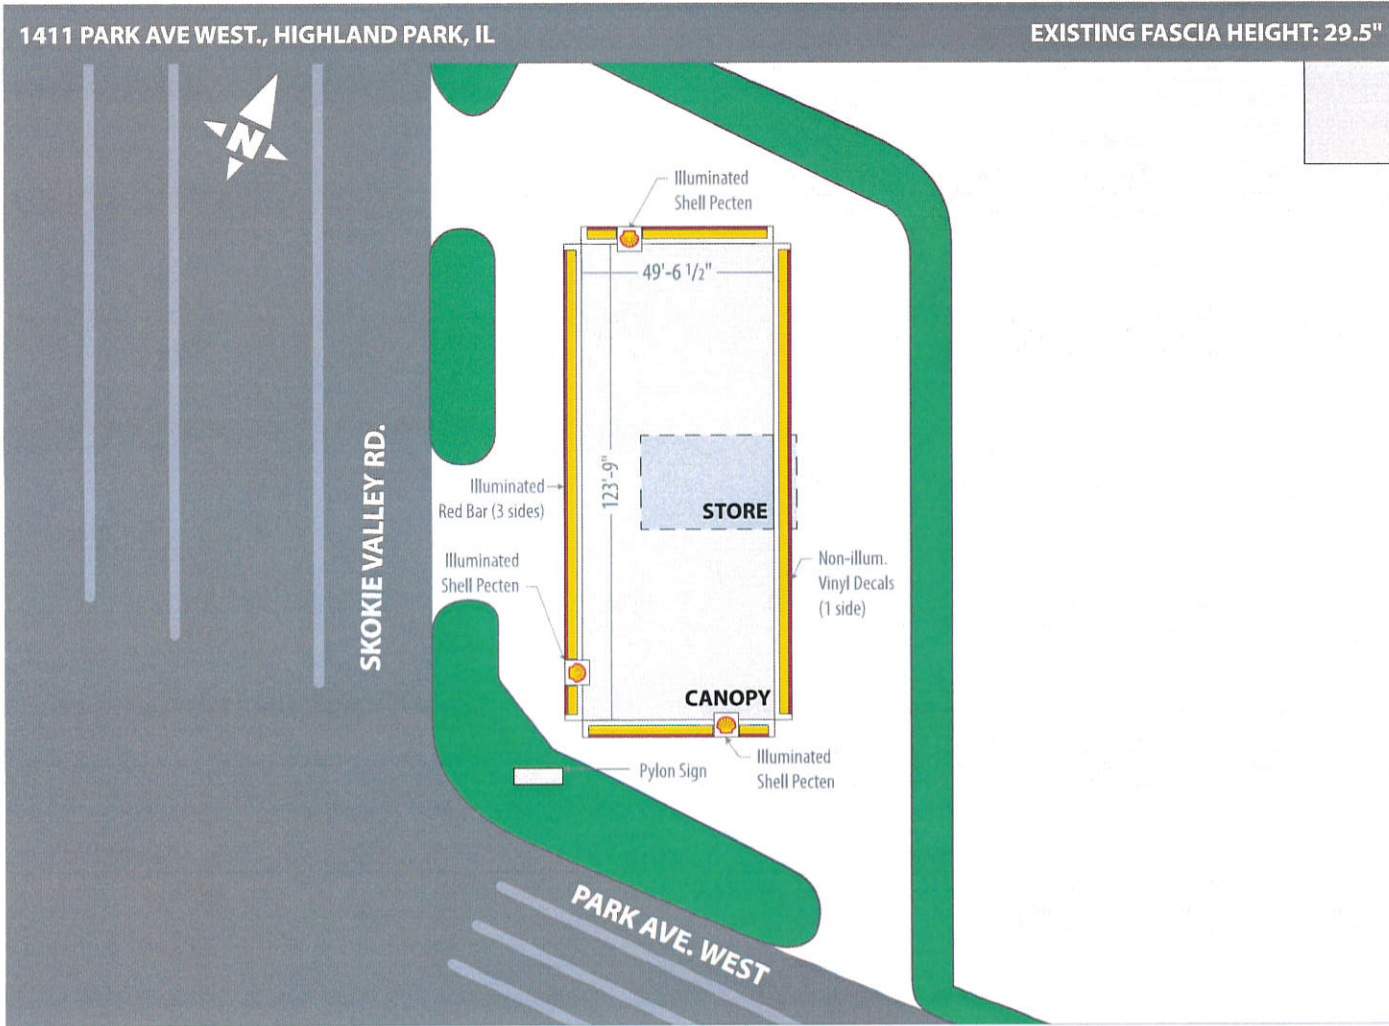 1411 PARK AVE WEST., HIGHLAND PARK, IL
EXISTING FASCIA HEIGHT: 29.5"
N
Illuminated
Shell Pecten
49'-6 1/2"
123'-9"
SKOKIE VALLEY RD.
Illuminated
Red Bar (3 sides)
STORE
Illuminated
Shell Pecten
Non-illum.
Vinyl Decals
(1 side)
CANOPY
Pylon Sign
Illuminated
Shell Pecten
PARK AVE. WEST